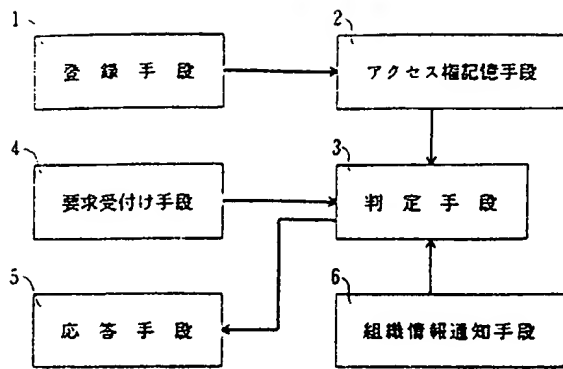 1
登録手段
2
アクセス権記憶手段
4
要求受付け手段
3
判定手段
5
応答手段
6
組織情報通知手段